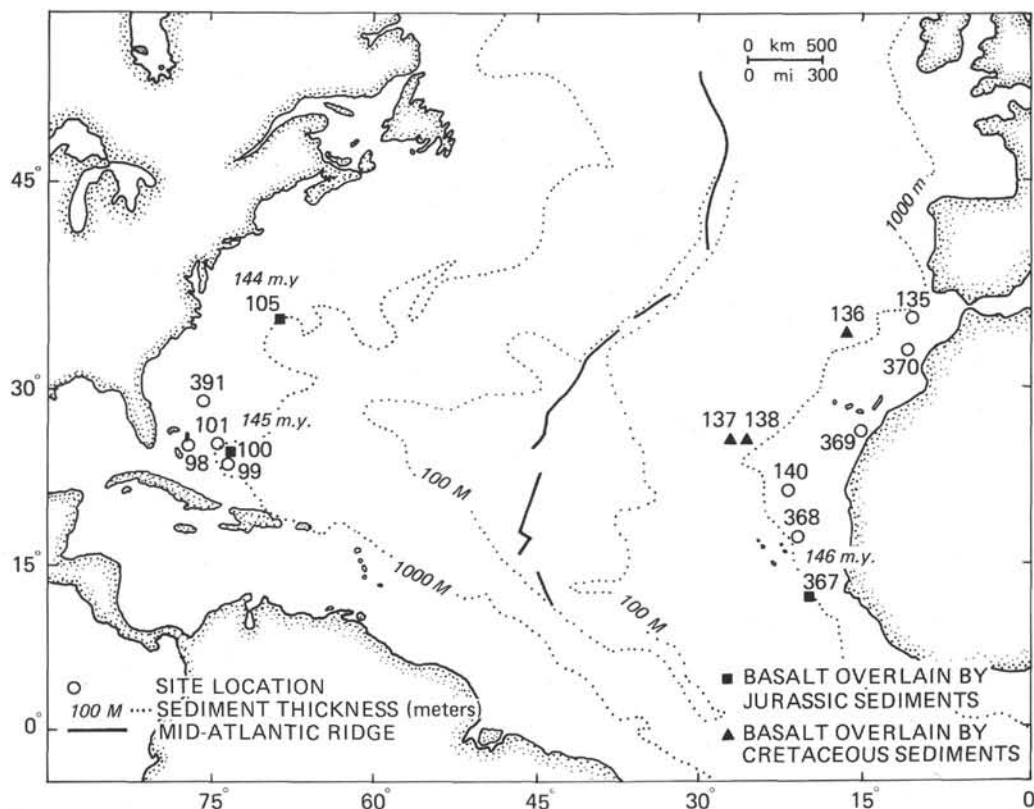 0 km 500
0 mi 300
45°
30°
15°
0°
75°
60°
45°
30
15
0
1000 m
144 m.y
105
135
136
370
391
101
145 m.y.
100
98
99
137
138
369
140
368
146 m.y.
367
100 M
1000 M
100 M
SITE LOCATION
100 M SEDIMENT THICKNESS (meters)
MID-ATLANTIC RIDGE
BASALT OVERLAIN BY
JURASSIC SEDIMENTS
BASALT OVERLAIN BY
CRETACEOUS SEDIMENTS